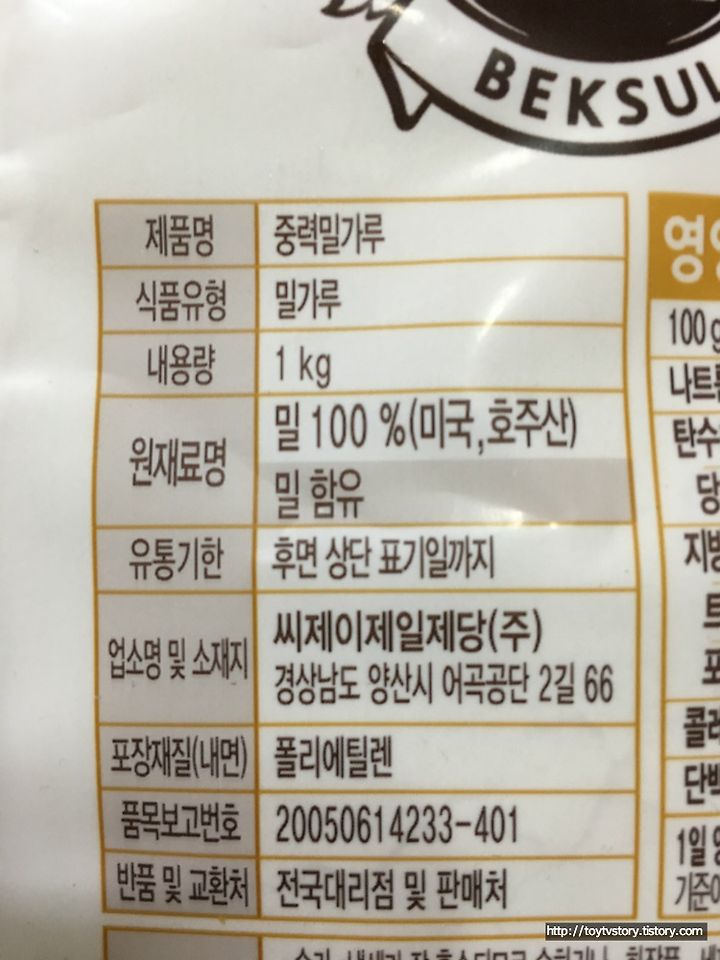 BEKSUL
제품명 중력밀가루
식품유형 밀가루
내용량 1 kg
원재료명 밀 100 %(미국,호주산)
밀 함유
유통기한 후면 상단 표기일까지
업소명 및 소재지 씨제이제일제당(주)
경상남도 양산시 어곡공단 2길 66
포장재질(내면) 폴리에틸렌
품목보고번호 20050614233-401
반품 및 교환처 전국대리점 및 판매처
100 g
http://toytvstory.tistory.com